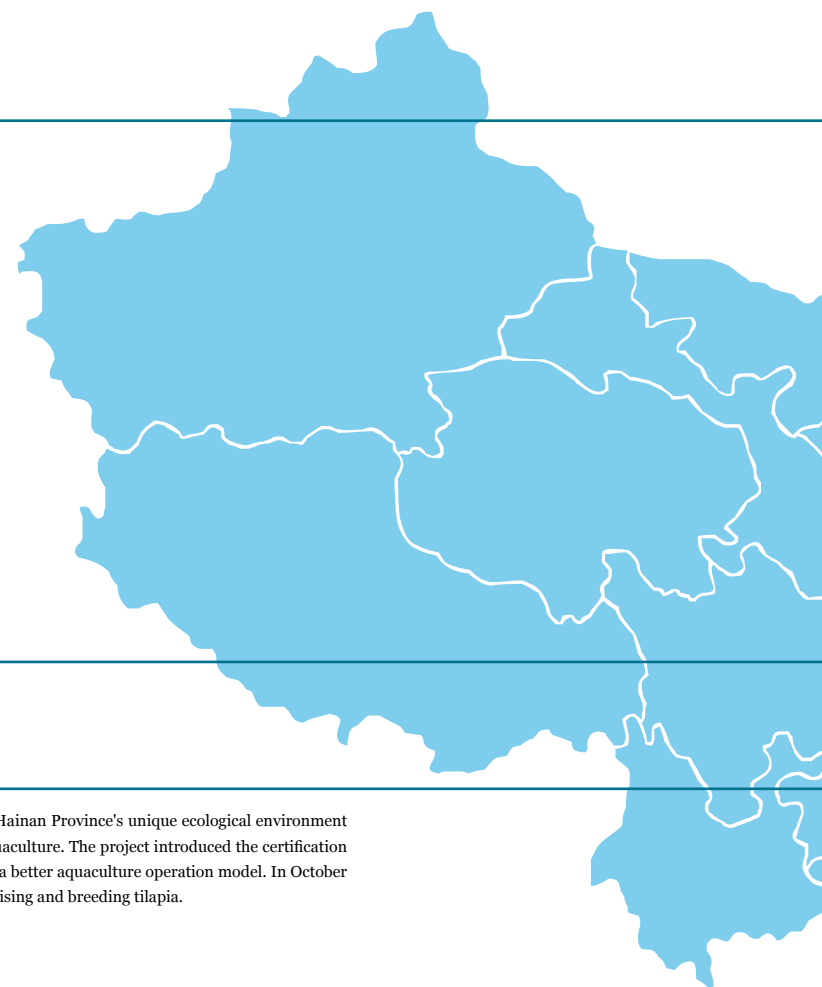 Hainan Province's unique ecological environment
aculture. The project introduced the certification
a better aquaculture operation model. In October
ising and breeding tilapia.